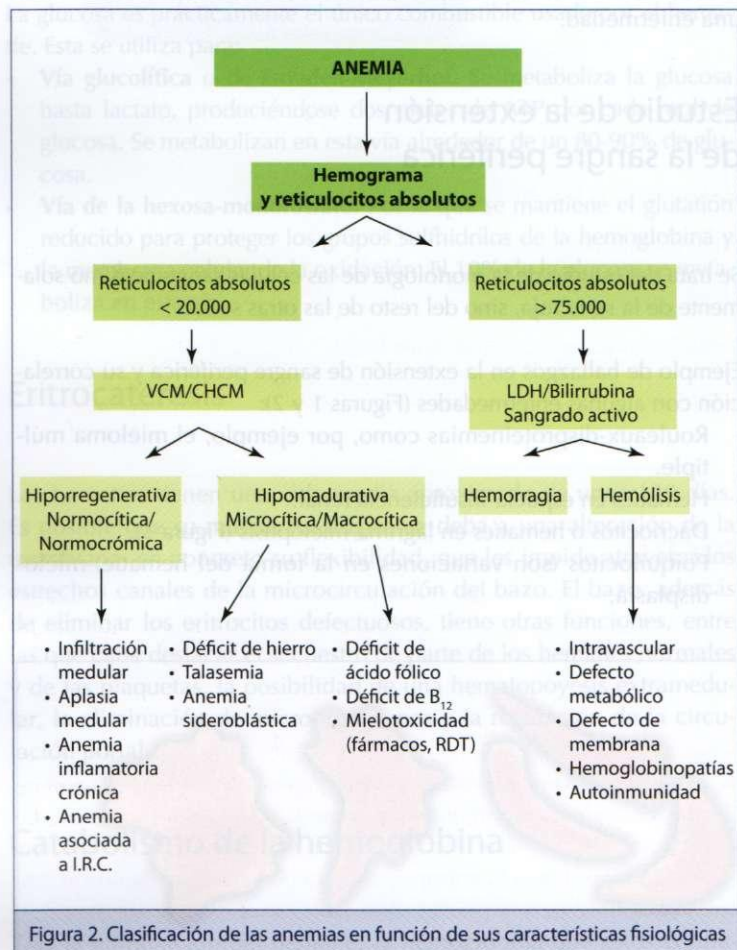 ANEMIA
Hemograma
y reticulocitos absolutos
Reticulocitos absolutos
< 20.000
Reticulocitos absolutos
> 75.000
VCM/CHCM
LDH/Bilirrubina
Sangrado activo
Hiporregenerativa
Normocítica/
Normocrómica
Hipomadurativa
Microcítica/Macrocítica
Hemorragia
Hemólisis
• Infiltración
medular
• Aplasia
medular
• Anemia
inflamatoria
crónica
• Anemia
asociada
a I.R.C.
• Déficit de hierro
• Talasemia
• Anemia
sideroblástica
• Déficit de
ácido fólico
• Déficit de B12
• Mielotoxicidad
(fármacos, RDT)
• Intravascular
• Defecto
metabólico
• Defecto de
membrana
• Hemoglobinopatías
• Autoinmunidad
Figura 2. Clasificación de las anemias en función de sus características fisiológicas